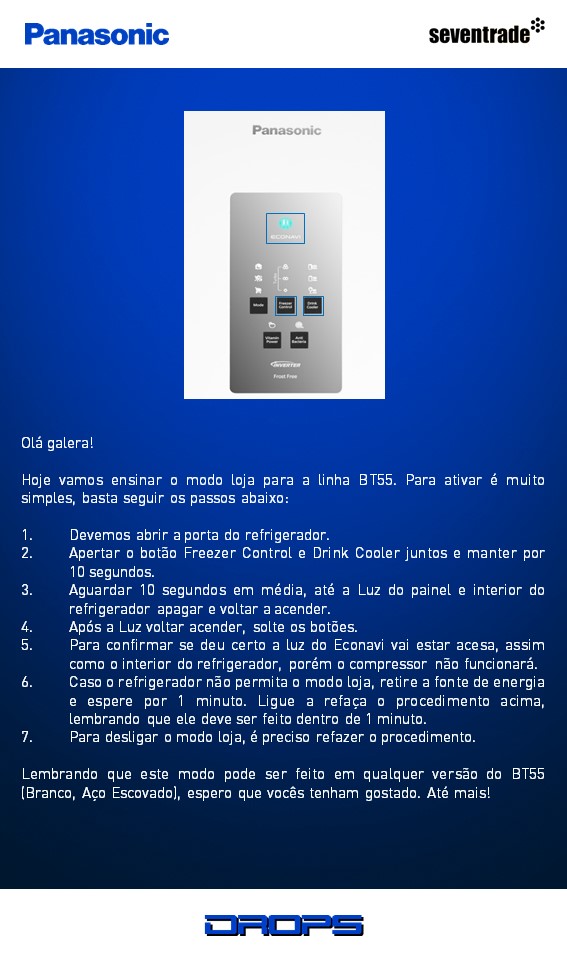 Panasonic
seventrade
Panasonic
ECONAVI
Mode
Freezer Control
Drink Cooler
Vitamin Power
Anti Bacteria
INVERTER
Frost Free
Olá galera!
Hoje vamos ensinar o modo loja para a linha BT55. Para ativar é muito
simples, basta seguir os passos abaixo:
1. Devemos abrir a porta do refrigerador.
2. Apertar o botão Freezer Control e Drink Cooler juntos e manter por
10 segundos.
3. Aguardar 10 segundos em média, até a Luz do painel e interior do
refrigerador apagar e voltar a acender.
4. Após a Luz voltar acender, solte os botões.
5. Para confirmar se deu certo a luz do Econavi vai estar acesa, assim
como o interior do refrigerador, porém o compressor não funcionará.
6. Caso o refrigerador não permita o modo loja, retire a fonte de energia
e espere por 1 minuto. Ligue a refaça o procedimento acima,
lembrando que ele deve ser feito dentro de 1 minuto.
7. Para desligar o modo loja, é preciso refazer o procedimento.
Lembrando que este modo pode ser feito em qualquer versão do BT55
(Branco, Aço Escovado), espero que vocês tenham gostado. Até mais!
DROPS